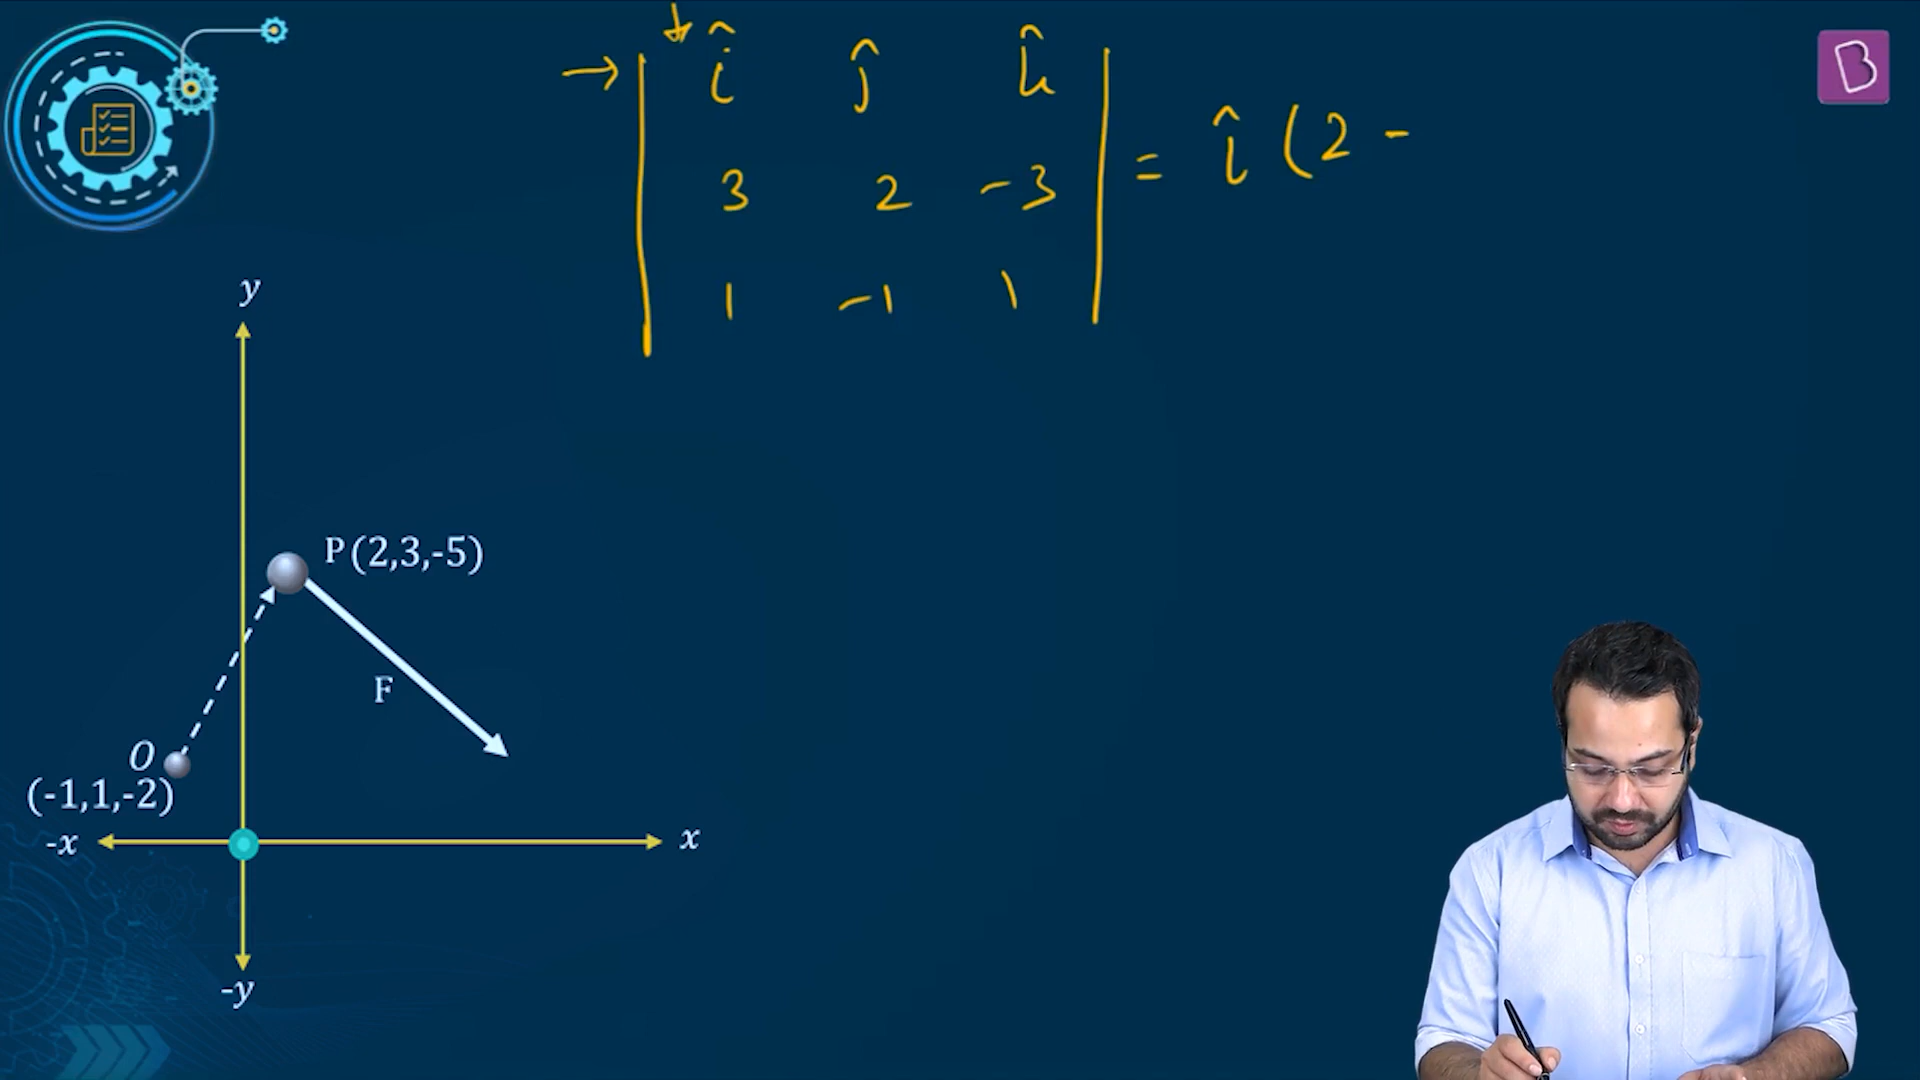 î ĵ k̂
→ | 3 2 -3 | = î (2 -
1 -1 1
B
y
P(2,3,-5)
F
O
(-1,1,-2)
-x
x
-y